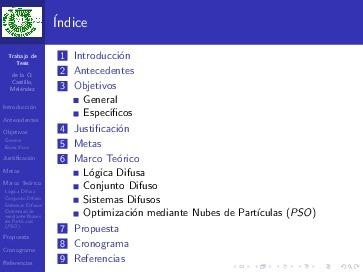 Índice
Trabajo de
Tesis
de la O,
Castillo,
Meléndez
Introducción
Antecedentes
Objetivos
General
Específicos
Justificación
Metas
Marco Teórico
Lógica Difusa
Conjunto Difuso
Sistemas Difusos
Optimización
mediante Nubes
de Partículas
(PSO)
Propuesta
Cronograma
Referencias
1 Introducción
2 Antecedentes
3 Objetivos
General
Específicos
4 Justificación
5 Metas
6 Marco Teórico
Lógica Difusa
Conjunto Difuso
Sistemas Difusos
Optimización mediante Nubes de Partículas (PSO)
7 Propuesta
8 Cronograma
9 Referencias